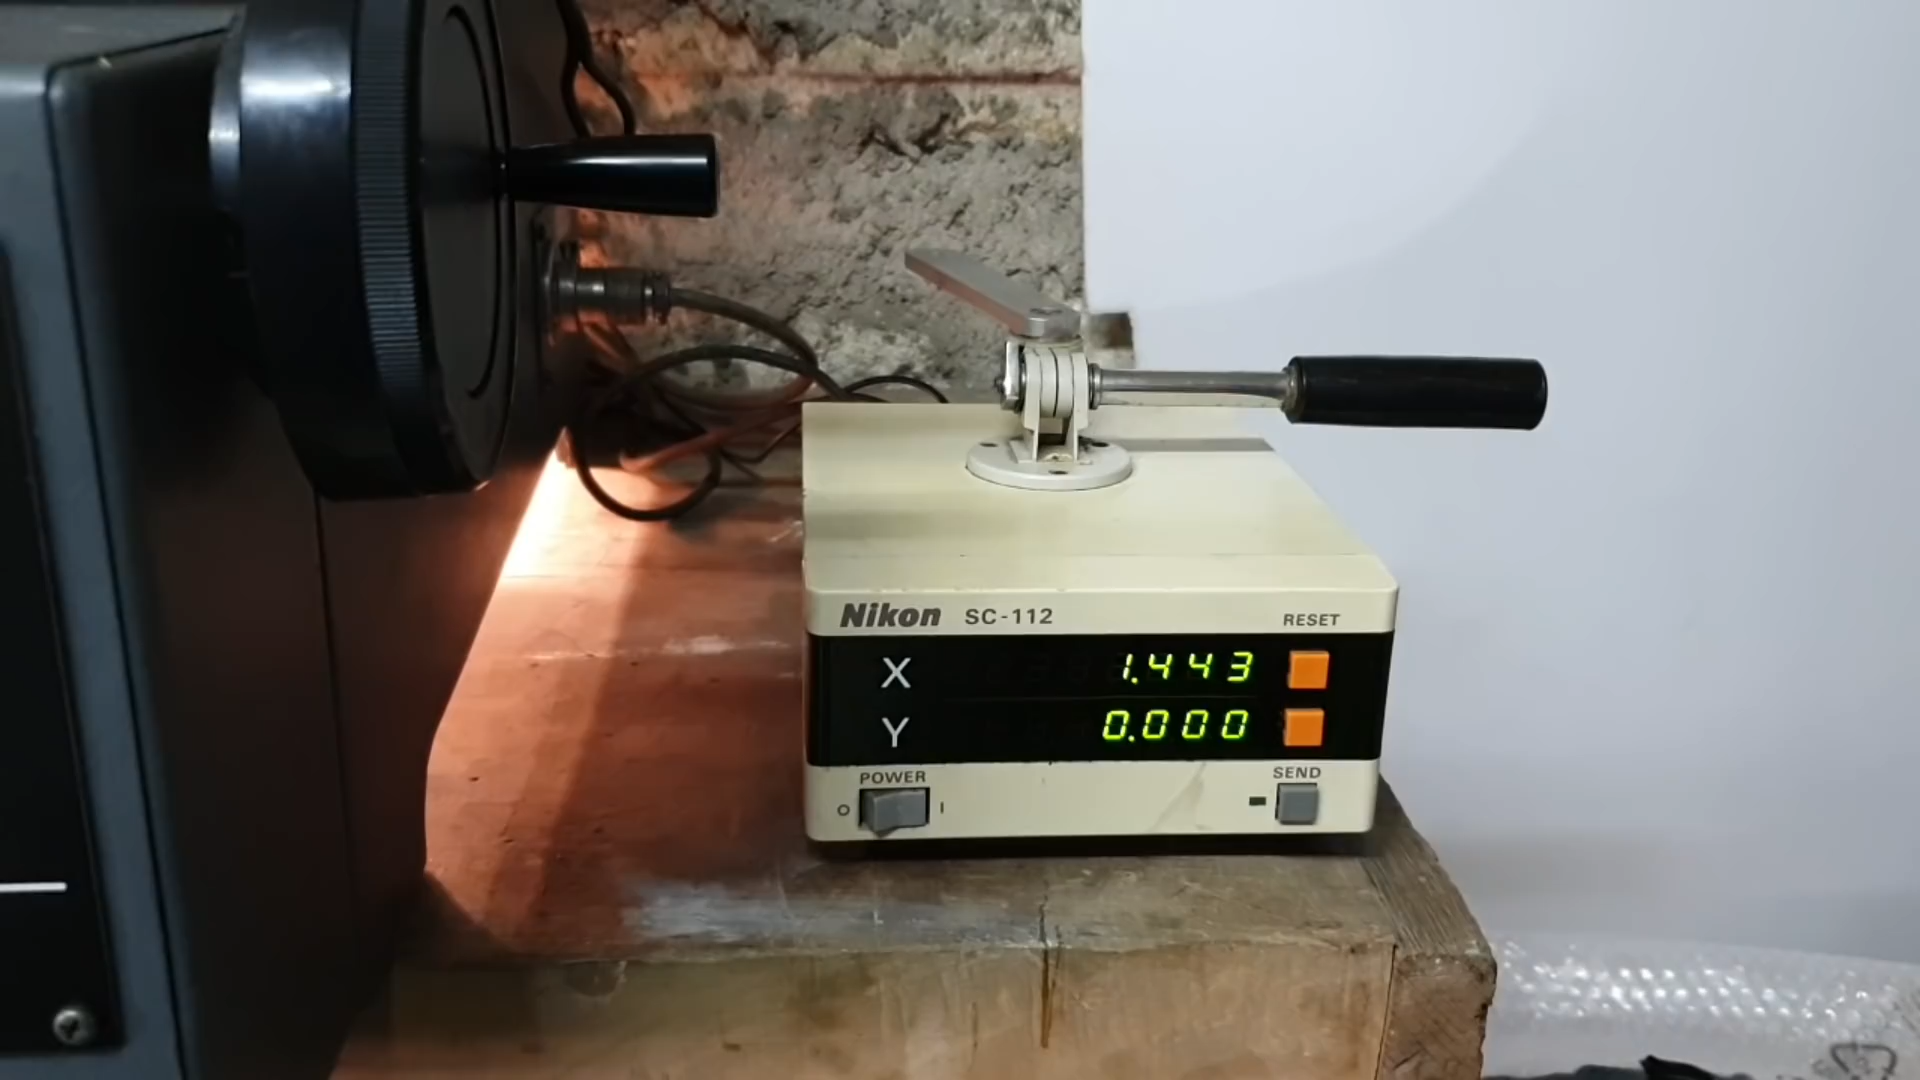 Nikon SC-112 RESET
X 1.443
Y 0.000
POWER SEND
O I